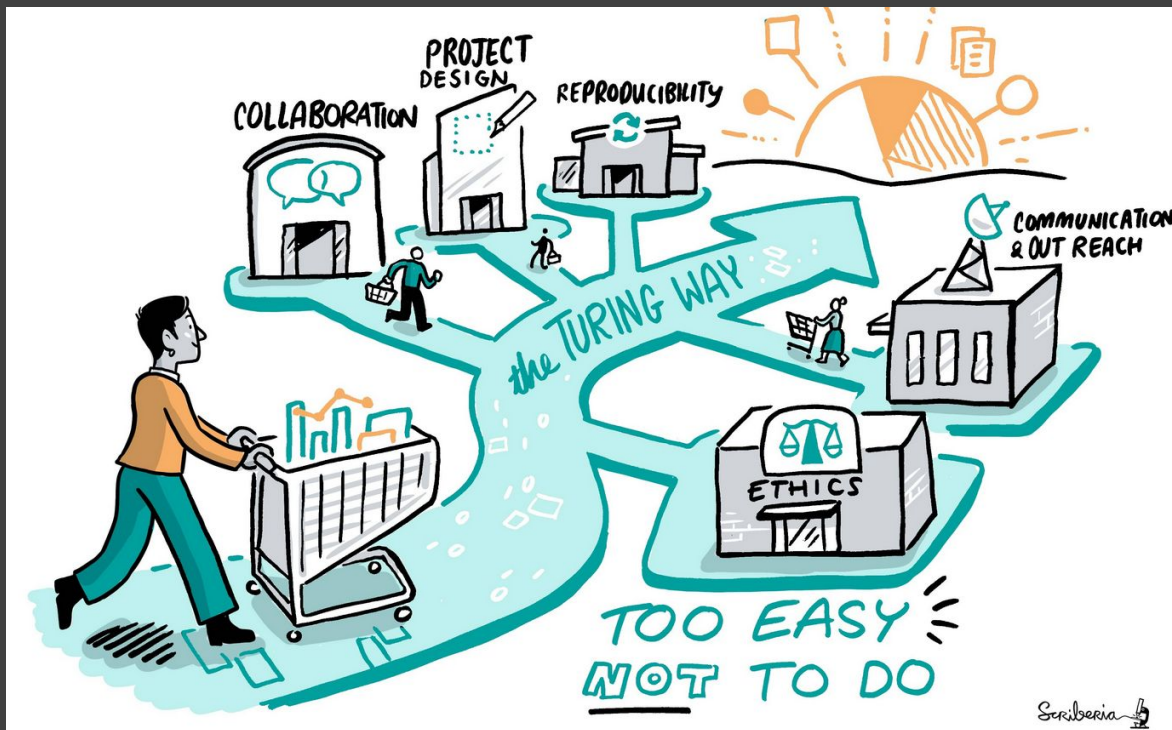 PROJECT
DESIGN
COLLABORATION
REPRODUCIBILITY
COMMUNICATION
& OUT REACH
the TURING WAY
ETHICS
TOO EASY
NOT TO DO
Scriberia